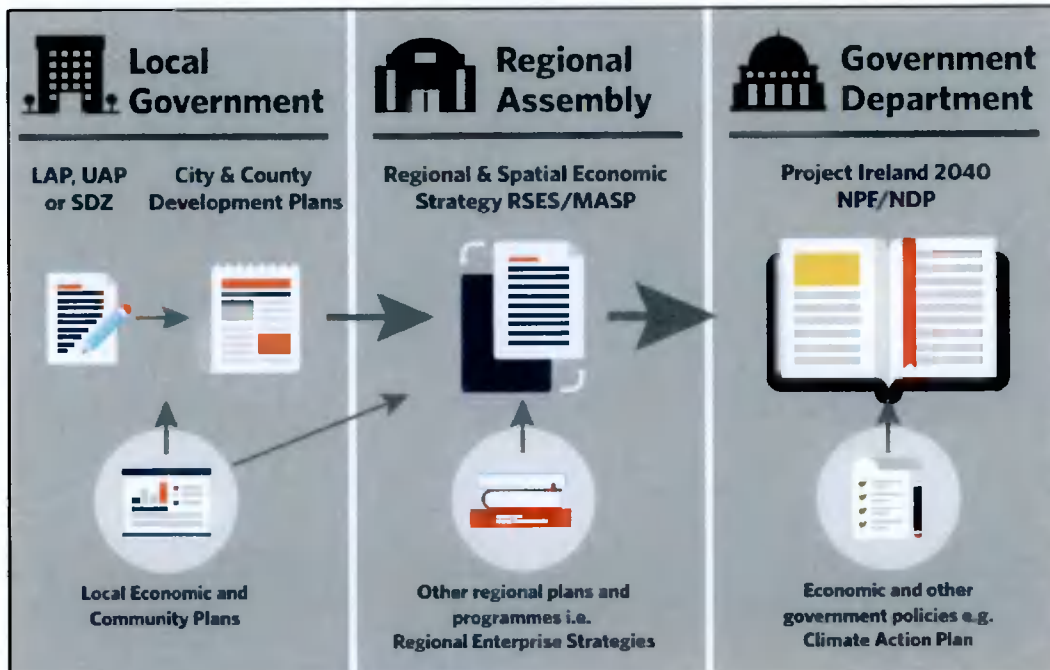 Local
Government
LAP, UAP
or SDZ
City & County
Development Plans
Local Economic and
Community Plans
Regional
Assembly
Regional & Spatial Economic
Strategy RSES/MASP
Other regional plans and
programmes i.e.
Regional Enterprise Strategies
Government
Department
Project Ireland 2040
NPF/NDP
Economic and other
government policies e.g.
Climate Action Plan